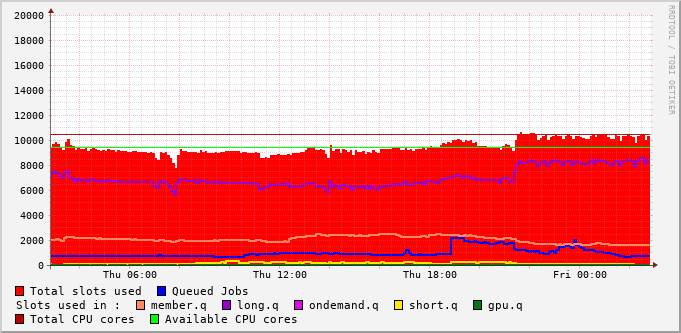 20000
18000
16000
14000
12000
10000
8000
6000
4000
2000
0
Thu 06:00 Thu 12:00 Thu 18:00 Fri 00:00
RRDTOOL / TOBI OETIKER
Total slots used Queued Jobs
Slots used in : member.q long.q ondemand.q short.q gpu.q
Total CPU cores Available CPU cores